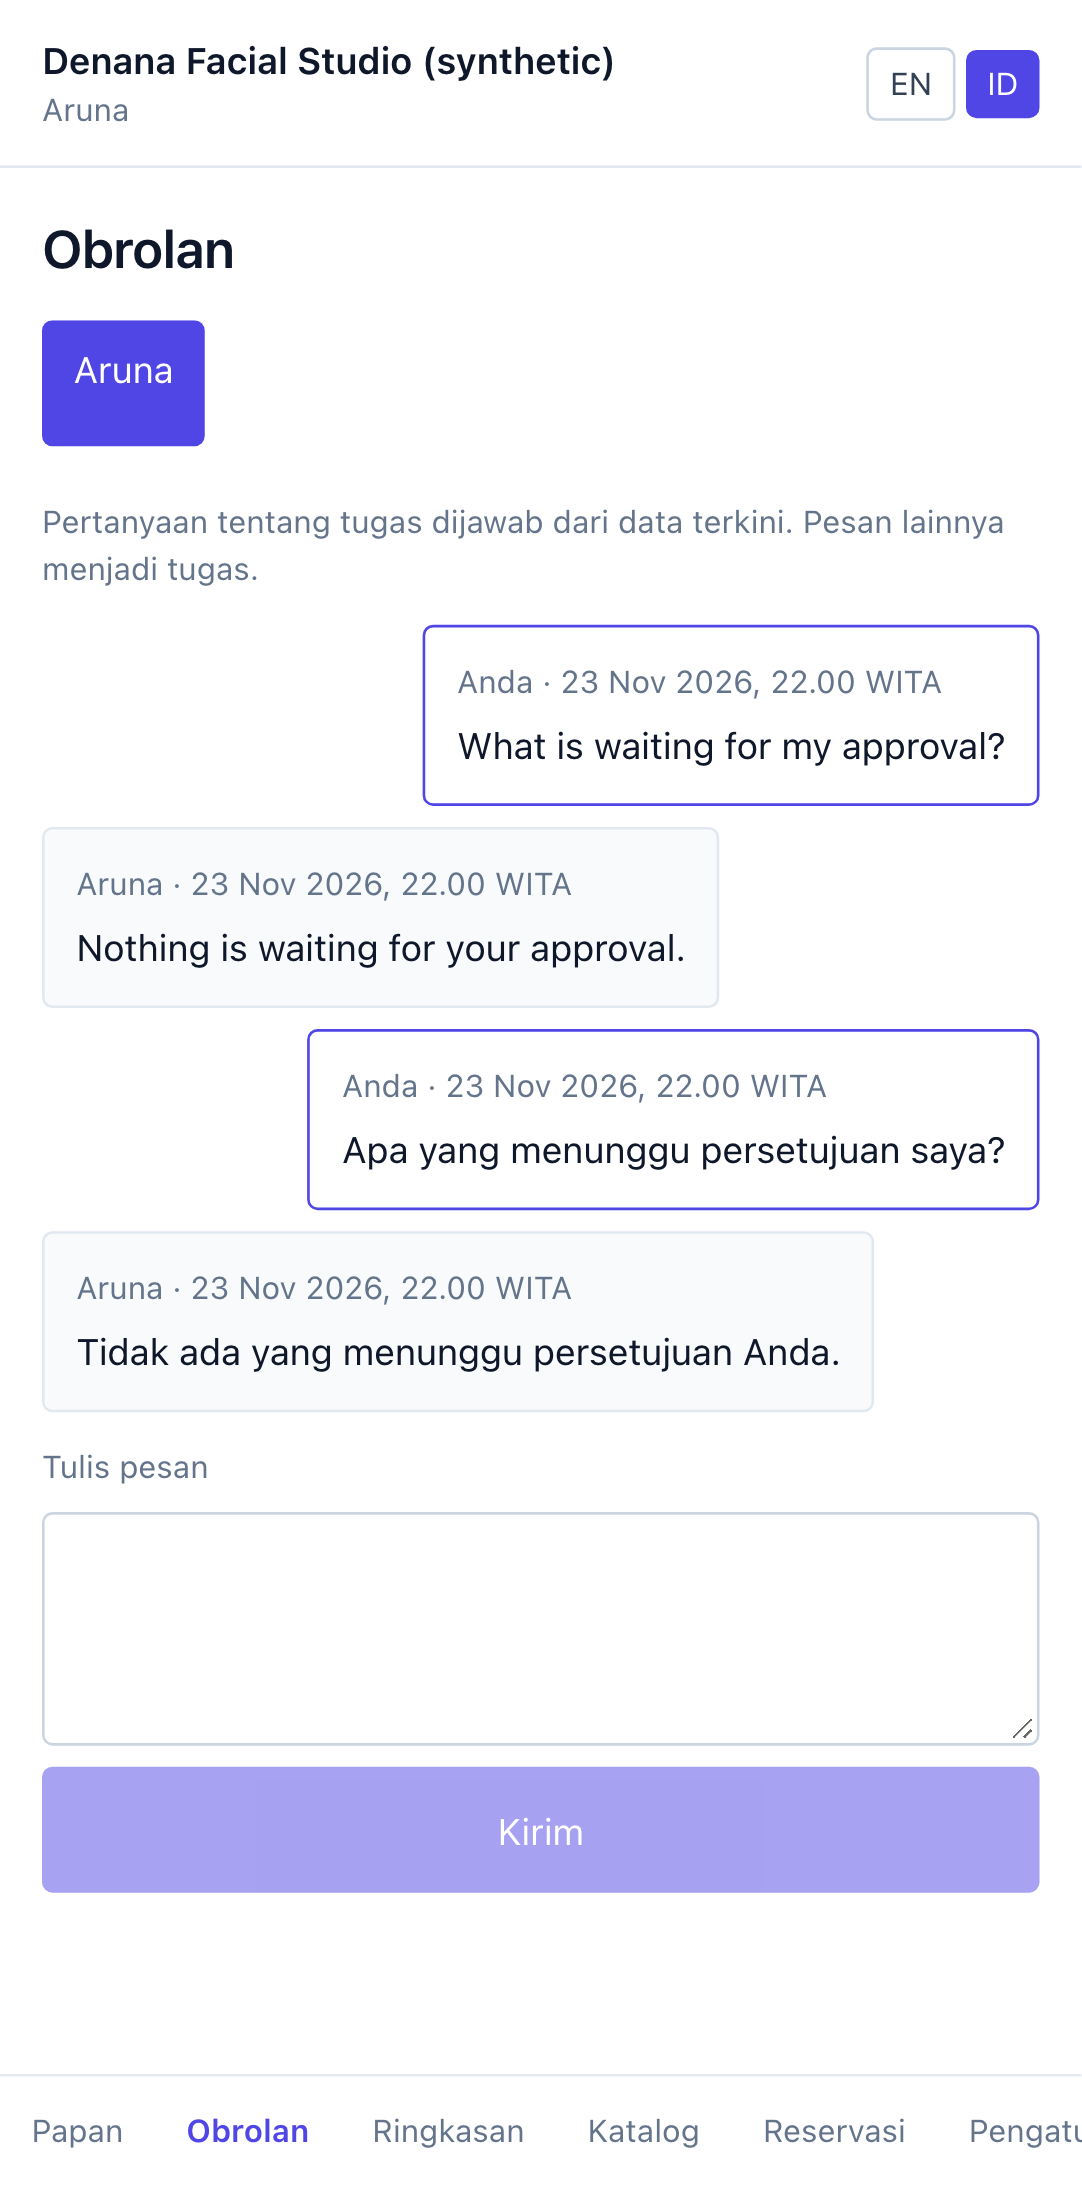 Denana Facial Studio (synthetic)
Aruna
EN
ID
Obrolan
Aruna
Pertanyaan tentang tugas dijawab dari data terkini. Pesan lainnya
menjadi tugas.
Anda · 23 Nov 2026, 22.00 WITA
What is waiting for my approval?
Aruna · 23 Nov 2026, 22.00 WITA
Nothing is waiting for your approval.
Anda · 23 Nov 2026, 22.00 WITA
Apa yang menunggu persetujuan saya?
Aruna · 23 Nov 2026, 22.00 WITA
Tidak ada yang menunggu persetujuan Anda.
Tulis pesan
Kirim
Papan
Obrolan
Ringkasan
Katalog
Reservasi